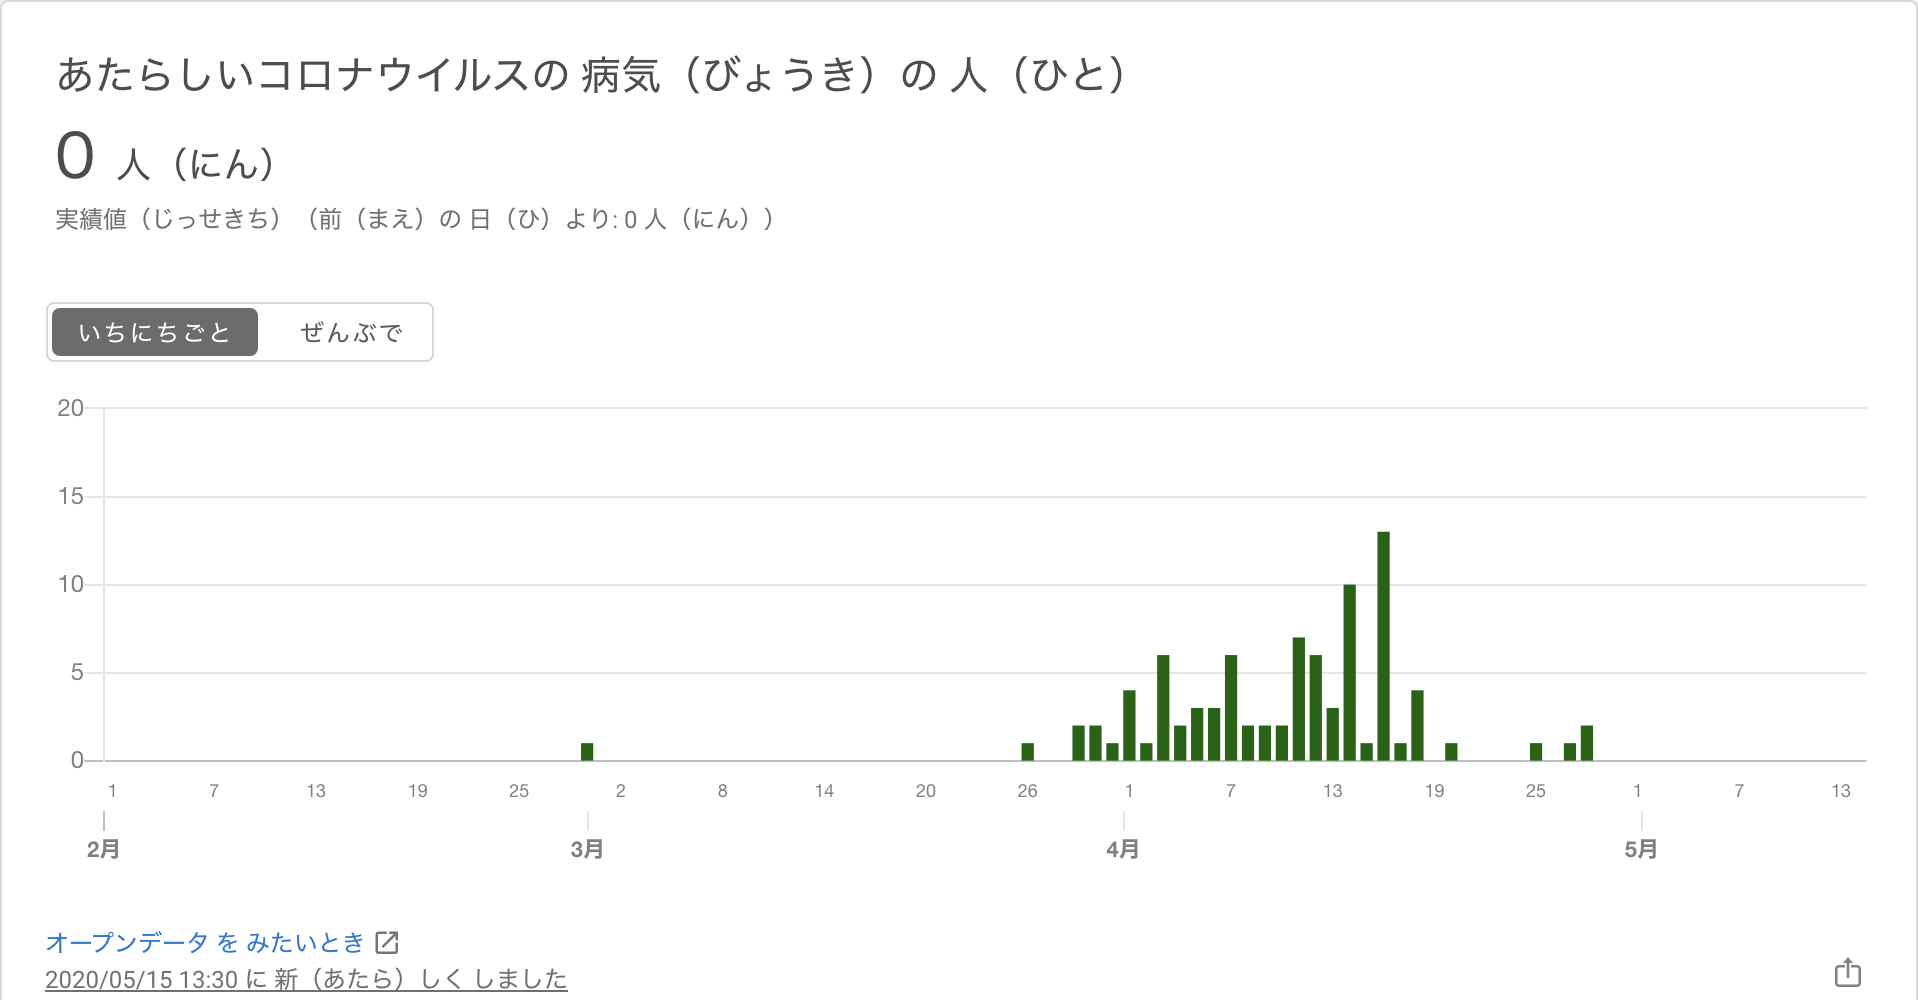 あたらしいコロナウイルスの 病気（びょうき）の 人（ひと）
0 人（にん）
実績値（じっせきち）（前（まえ）の 日（ひ）より: 0 人（にん））
いちにちごと ぜんぶで
20
15
10
5
0
1 7 13 19 25 2 8 14 20 26 1 7 13 19 25 1 7 13
2月 3月 4月 5月
オープンデータ を みたいとき
2020/05/15 13:30 に 新（あたら）しく しました